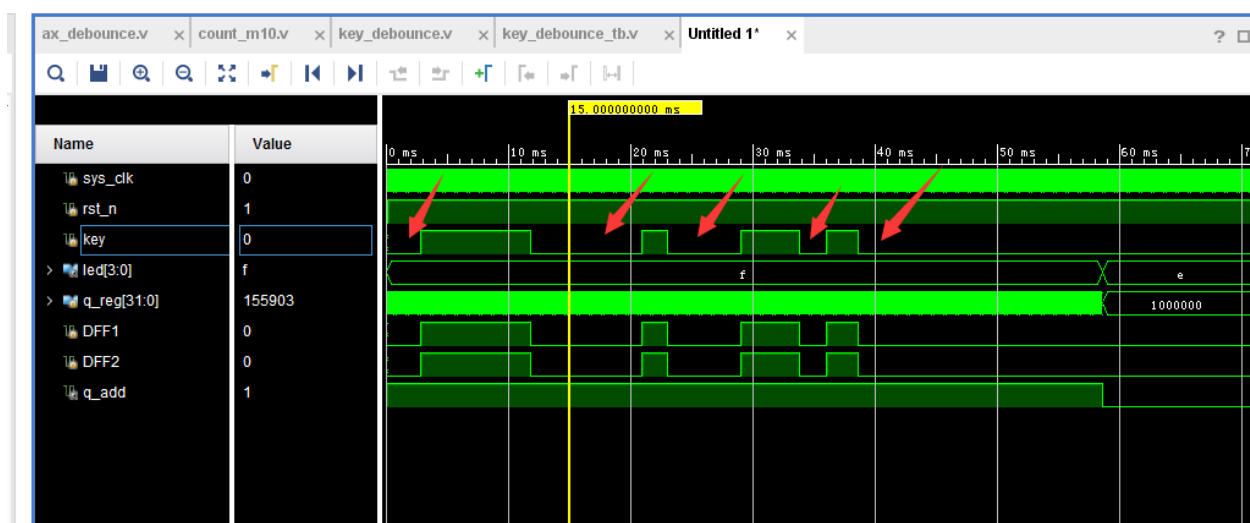 ax_debounce.v × count_m10.v × key_debounce.v × key_debounce_tb.v × Untitled 1* × ?
15.000000000 ms
Name Value 0 ms 10 ms 20 ms 30 ms 40 ms 50 ms 60 ms 7
sys_clk 0
rst_n 1
key 0
> led[3:0] f f e
> q_reg[31:0] 155903 1000000
DFF1 0
DFF2 0
q_add 1